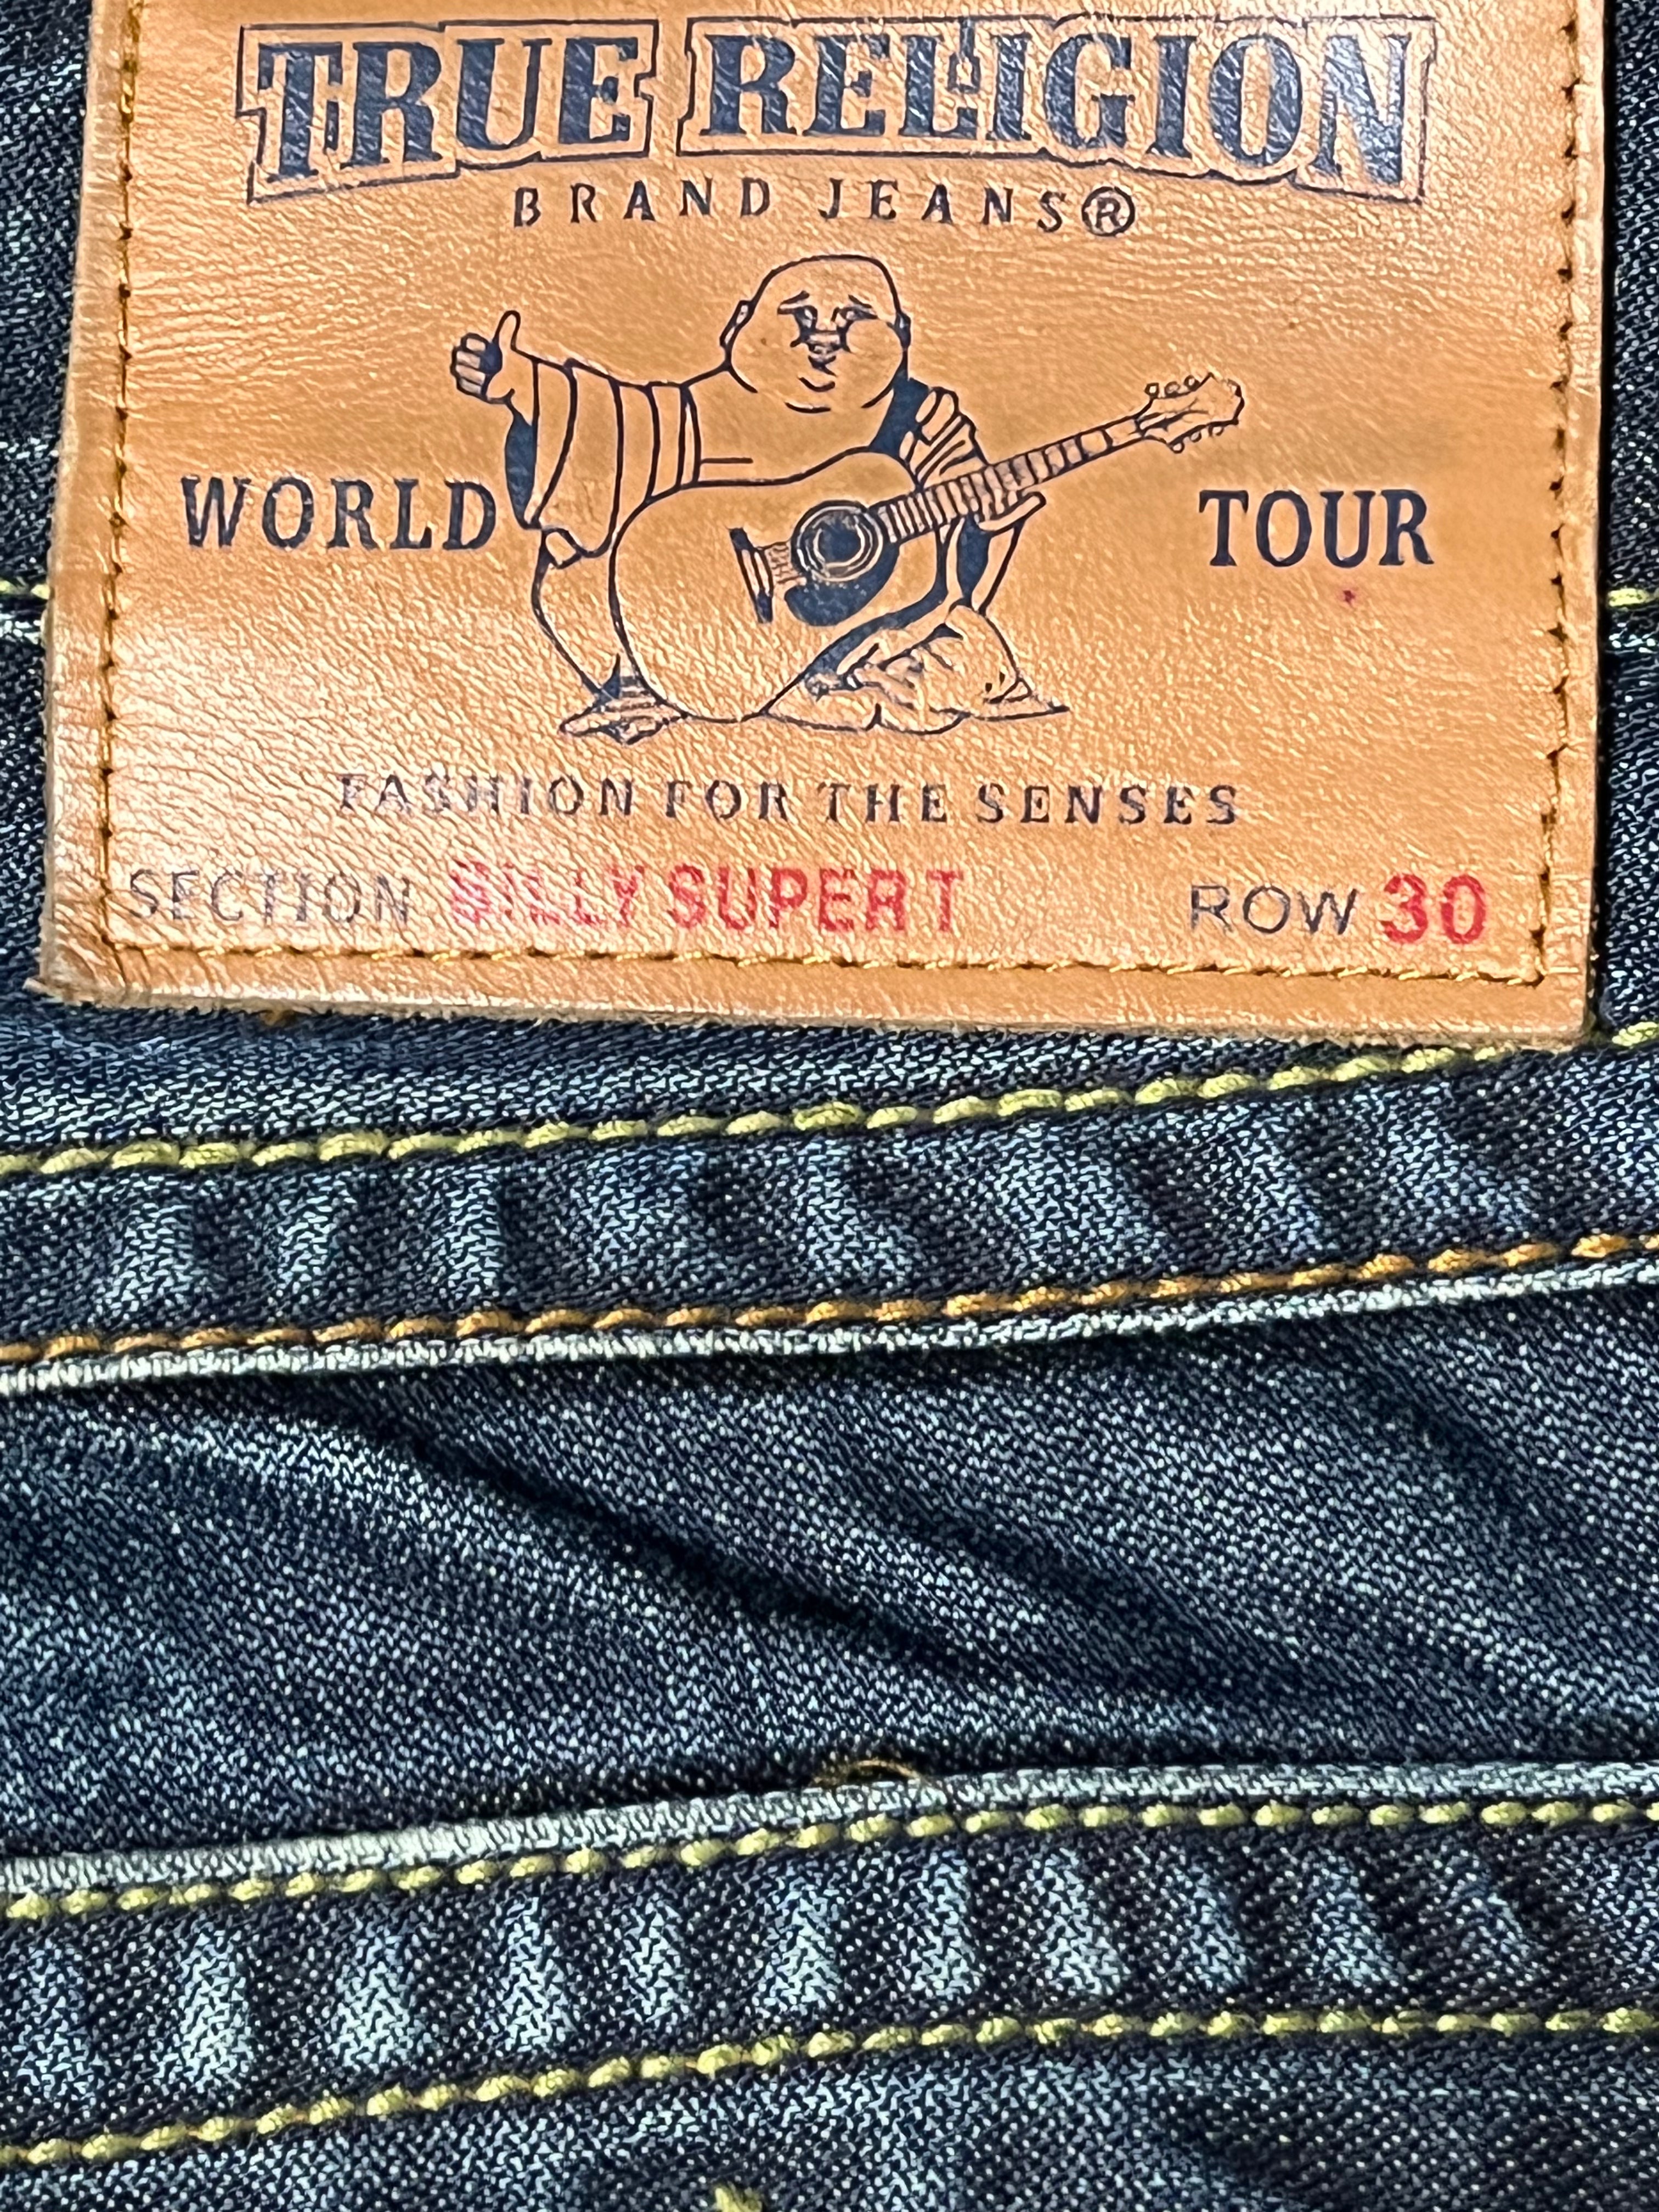 TRUE RELIGION
BRAND JEANS®
WORLD TOUR
FASHION FOR THE SENSES
SECTION BILLY SUPER T ROW 30